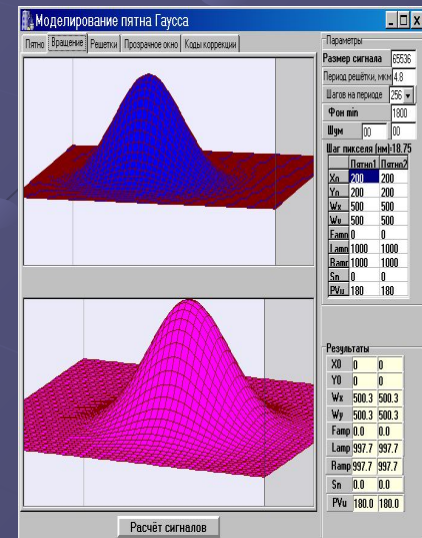 Моделирование пятна Гаусса
Пятно Вращение Решетки Прозрачное окно Коды коррекции
Параметры
Размер сигнала 65536
Период решётки, мкм 4.8
Шагов на периоде 256
Фон min 1800
Шум 00 00
Шаг пикселя (нм)=18.75
Пятно1 Пятно2
Xo 200 200
Yo 200 200
Wx 500 500
Wy 500 500
Famp 0 0
Lamp 1000 1000
Ramp 1000 1000
Sn 0 0
PVu 180 180
Результаты
X0 0 0
Y0 0 0
Wx 500.3 500.3
Wy 500.3 500.3
Famp 0.0 0.0
Lamp 997.7 997.7
Ramp 997.7 997.7
Sn 0.0 0.0
PVu 180.0 180.0
Расчёт сигналов